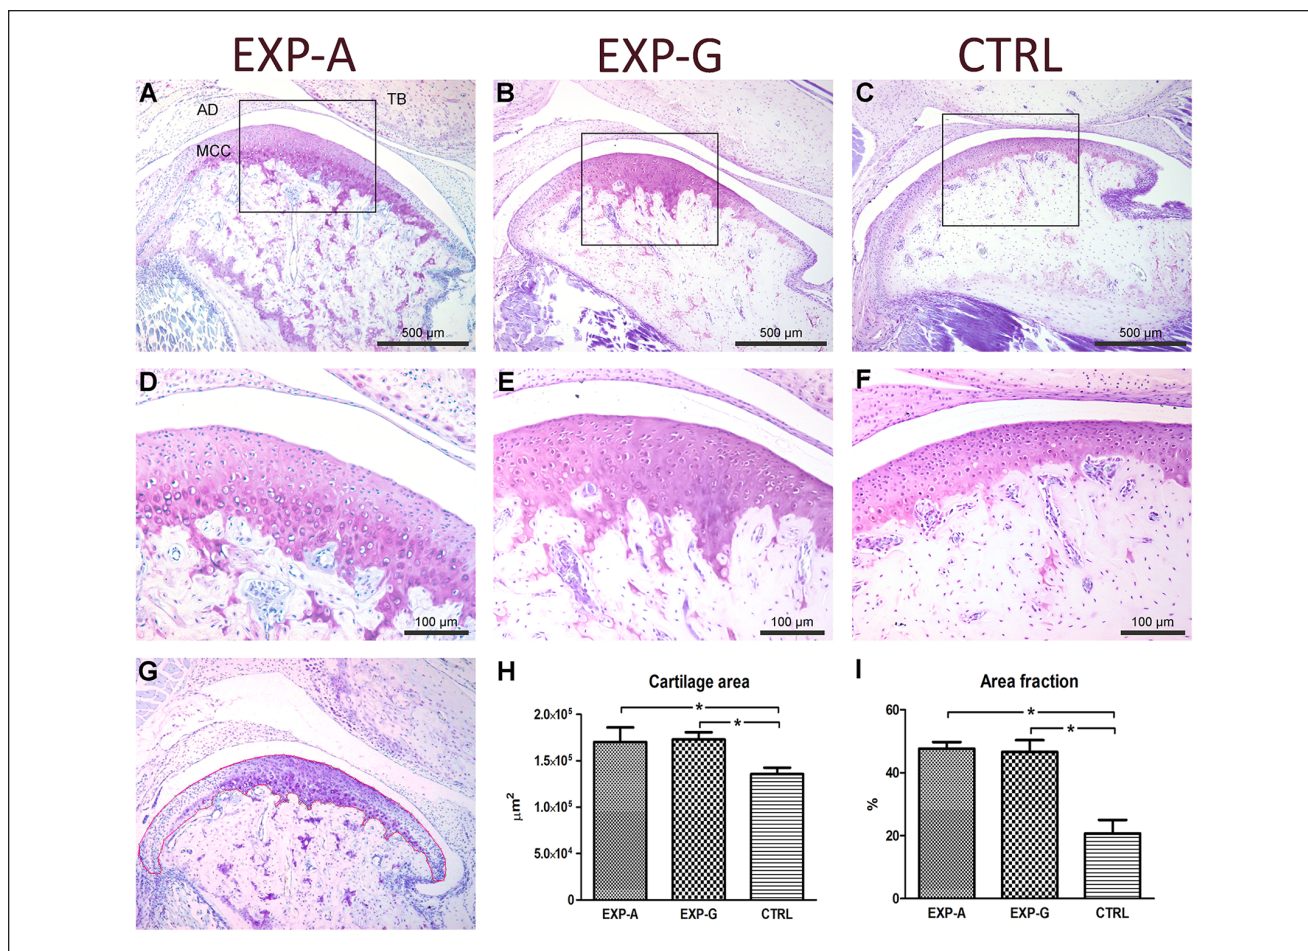 EXP-A EXP-G CTRL
A B C
AD TB
MCC
500 µm 500 µm 500 µm
D E F
100 µm 100 µm 100 µm
G H I
Cartilage area Area fraction
2.0×10⁵
1.5×10⁵
1.0×10⁵
5.0×10⁴
0
µm²
* *
EXP-A EXP-G CTRL
60
40
20
0
%
* *
EXP-A EXP-G CTRL